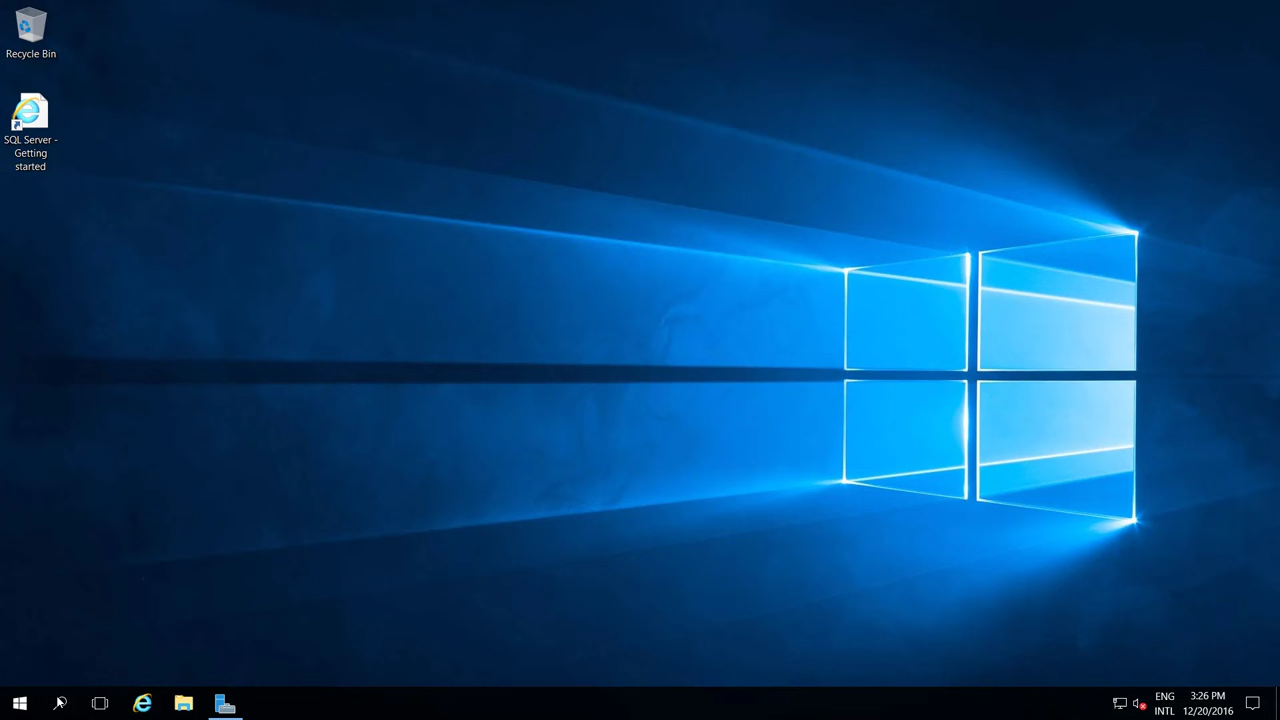 Recycle Bin
SQL Server -
Getting
started
ENG
INTL
3:26 PM
12/20/2016